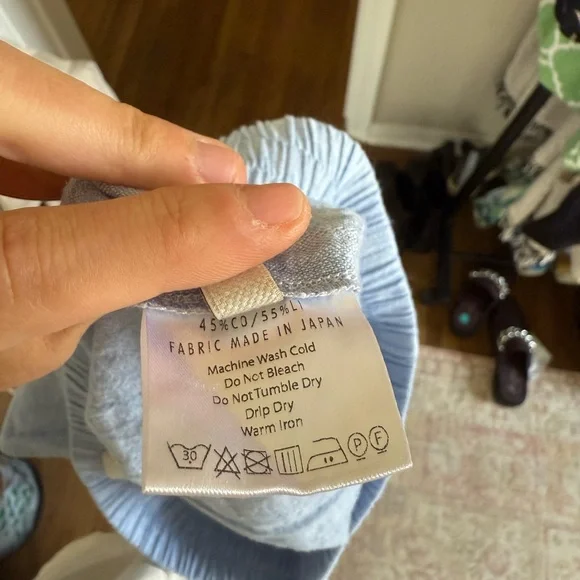 45%CO/55%LI
FABRIC MADE IN JAPAN
Machine Wash Cold
Do Not Bleach
Do Not Tumble Dry
Drip Dry
Warm Iron
30 P F